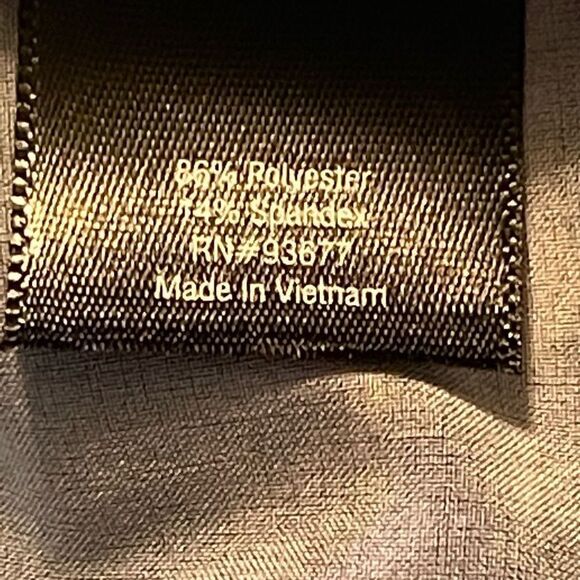 86% Polyester
14% Spandex
RN#93677
Made In Vietnam